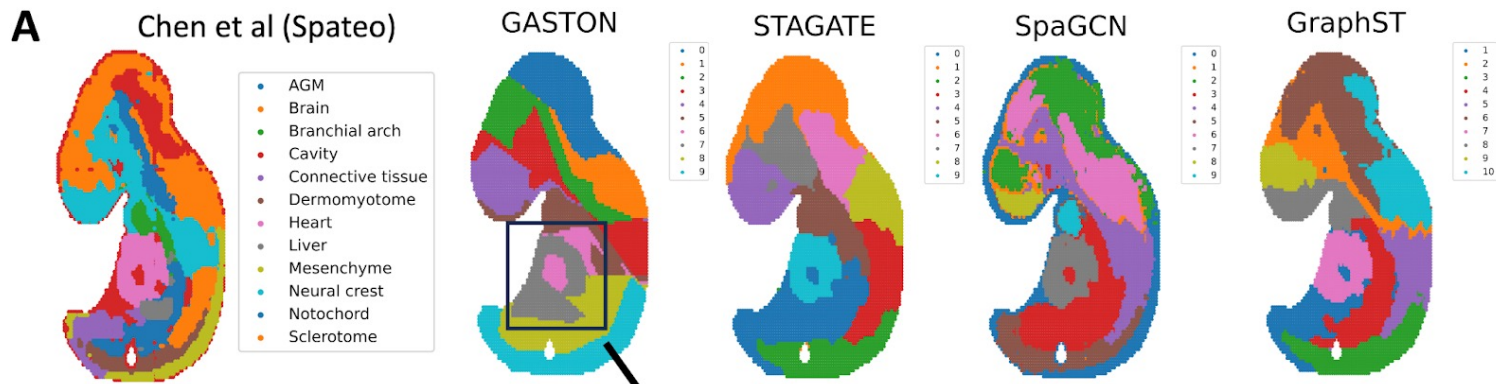 A
Chen et al (Spateo)
GASTON
STAGATE
SpaGCN
GraphST
AGM
Brain
Branchial arch
Cavity
Connective tissue
Dermomyotome
Heart
Liver
Mesenchyme
Neural crest
Notochord
Sclerotome
0
1
2
3
4
5
6
7
8
9
0
1
2
3
4
5
6
7
8
9
0
1
2
3
4
5
6
7
8
9
1
2
3
4
5
6
7
8
9
10